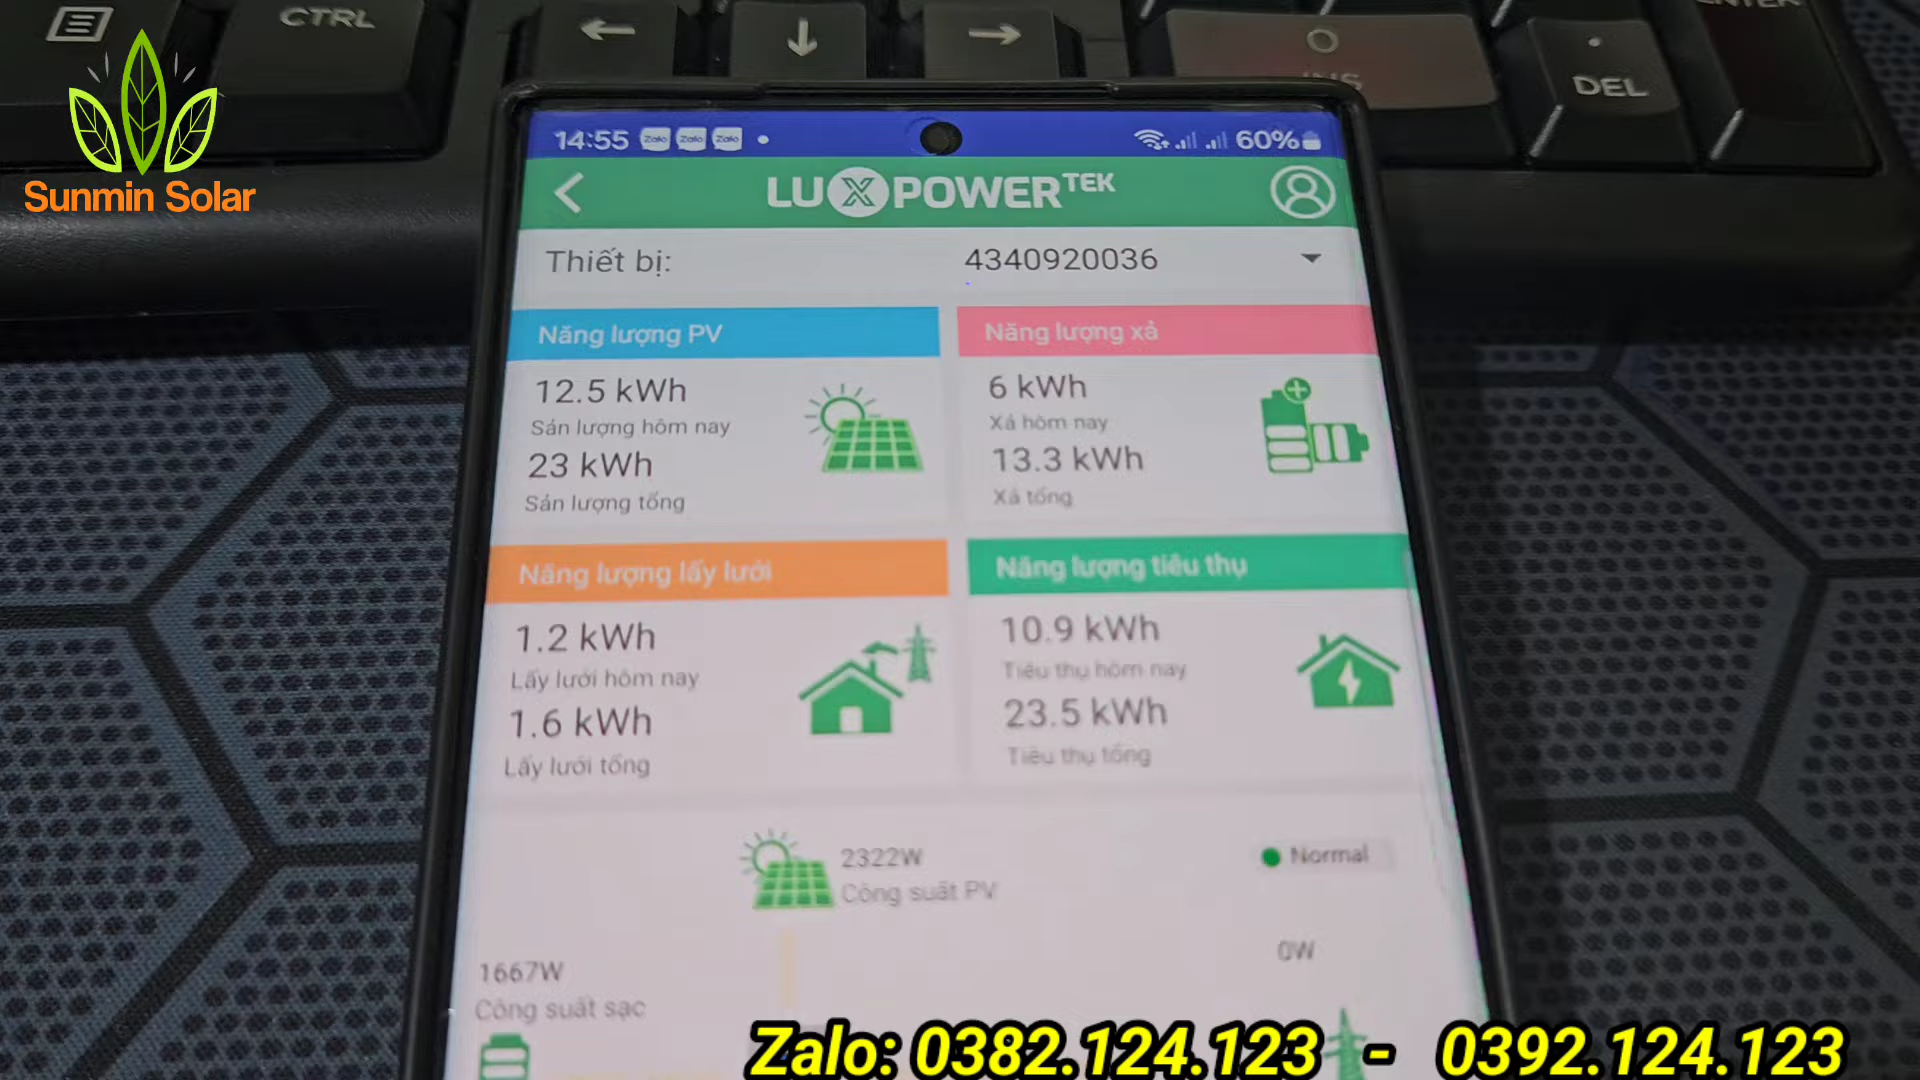 CTRL
DEL
Sunmin Solar
14:55 Zalo Zalo Zalo 60%
LUXPOWERTEK
Thiết bị: 4340920036
Năng lượng PV
12.5 kWh
Sản lượng hôm nay
23 kWh
Sản lượng tổng
Năng lượng xả
6 kWh
Xả hôm nay
13.3 kWh
Xả tổng
Năng lượng lấy lưới
1.2 kWh
Lấy lưới hôm nay
1.6 kWh
Lấy lưới tổng
Năng lượng tiêu thụ
10.9 kWh
Tiêu thụ hôm nay
23.5 kWh
Tiêu thụ tổng
2322W
Công suất PV
Normal
1667W
Công suất sạc
0W
Zalo: 0382.124.123 - 0392.124.123